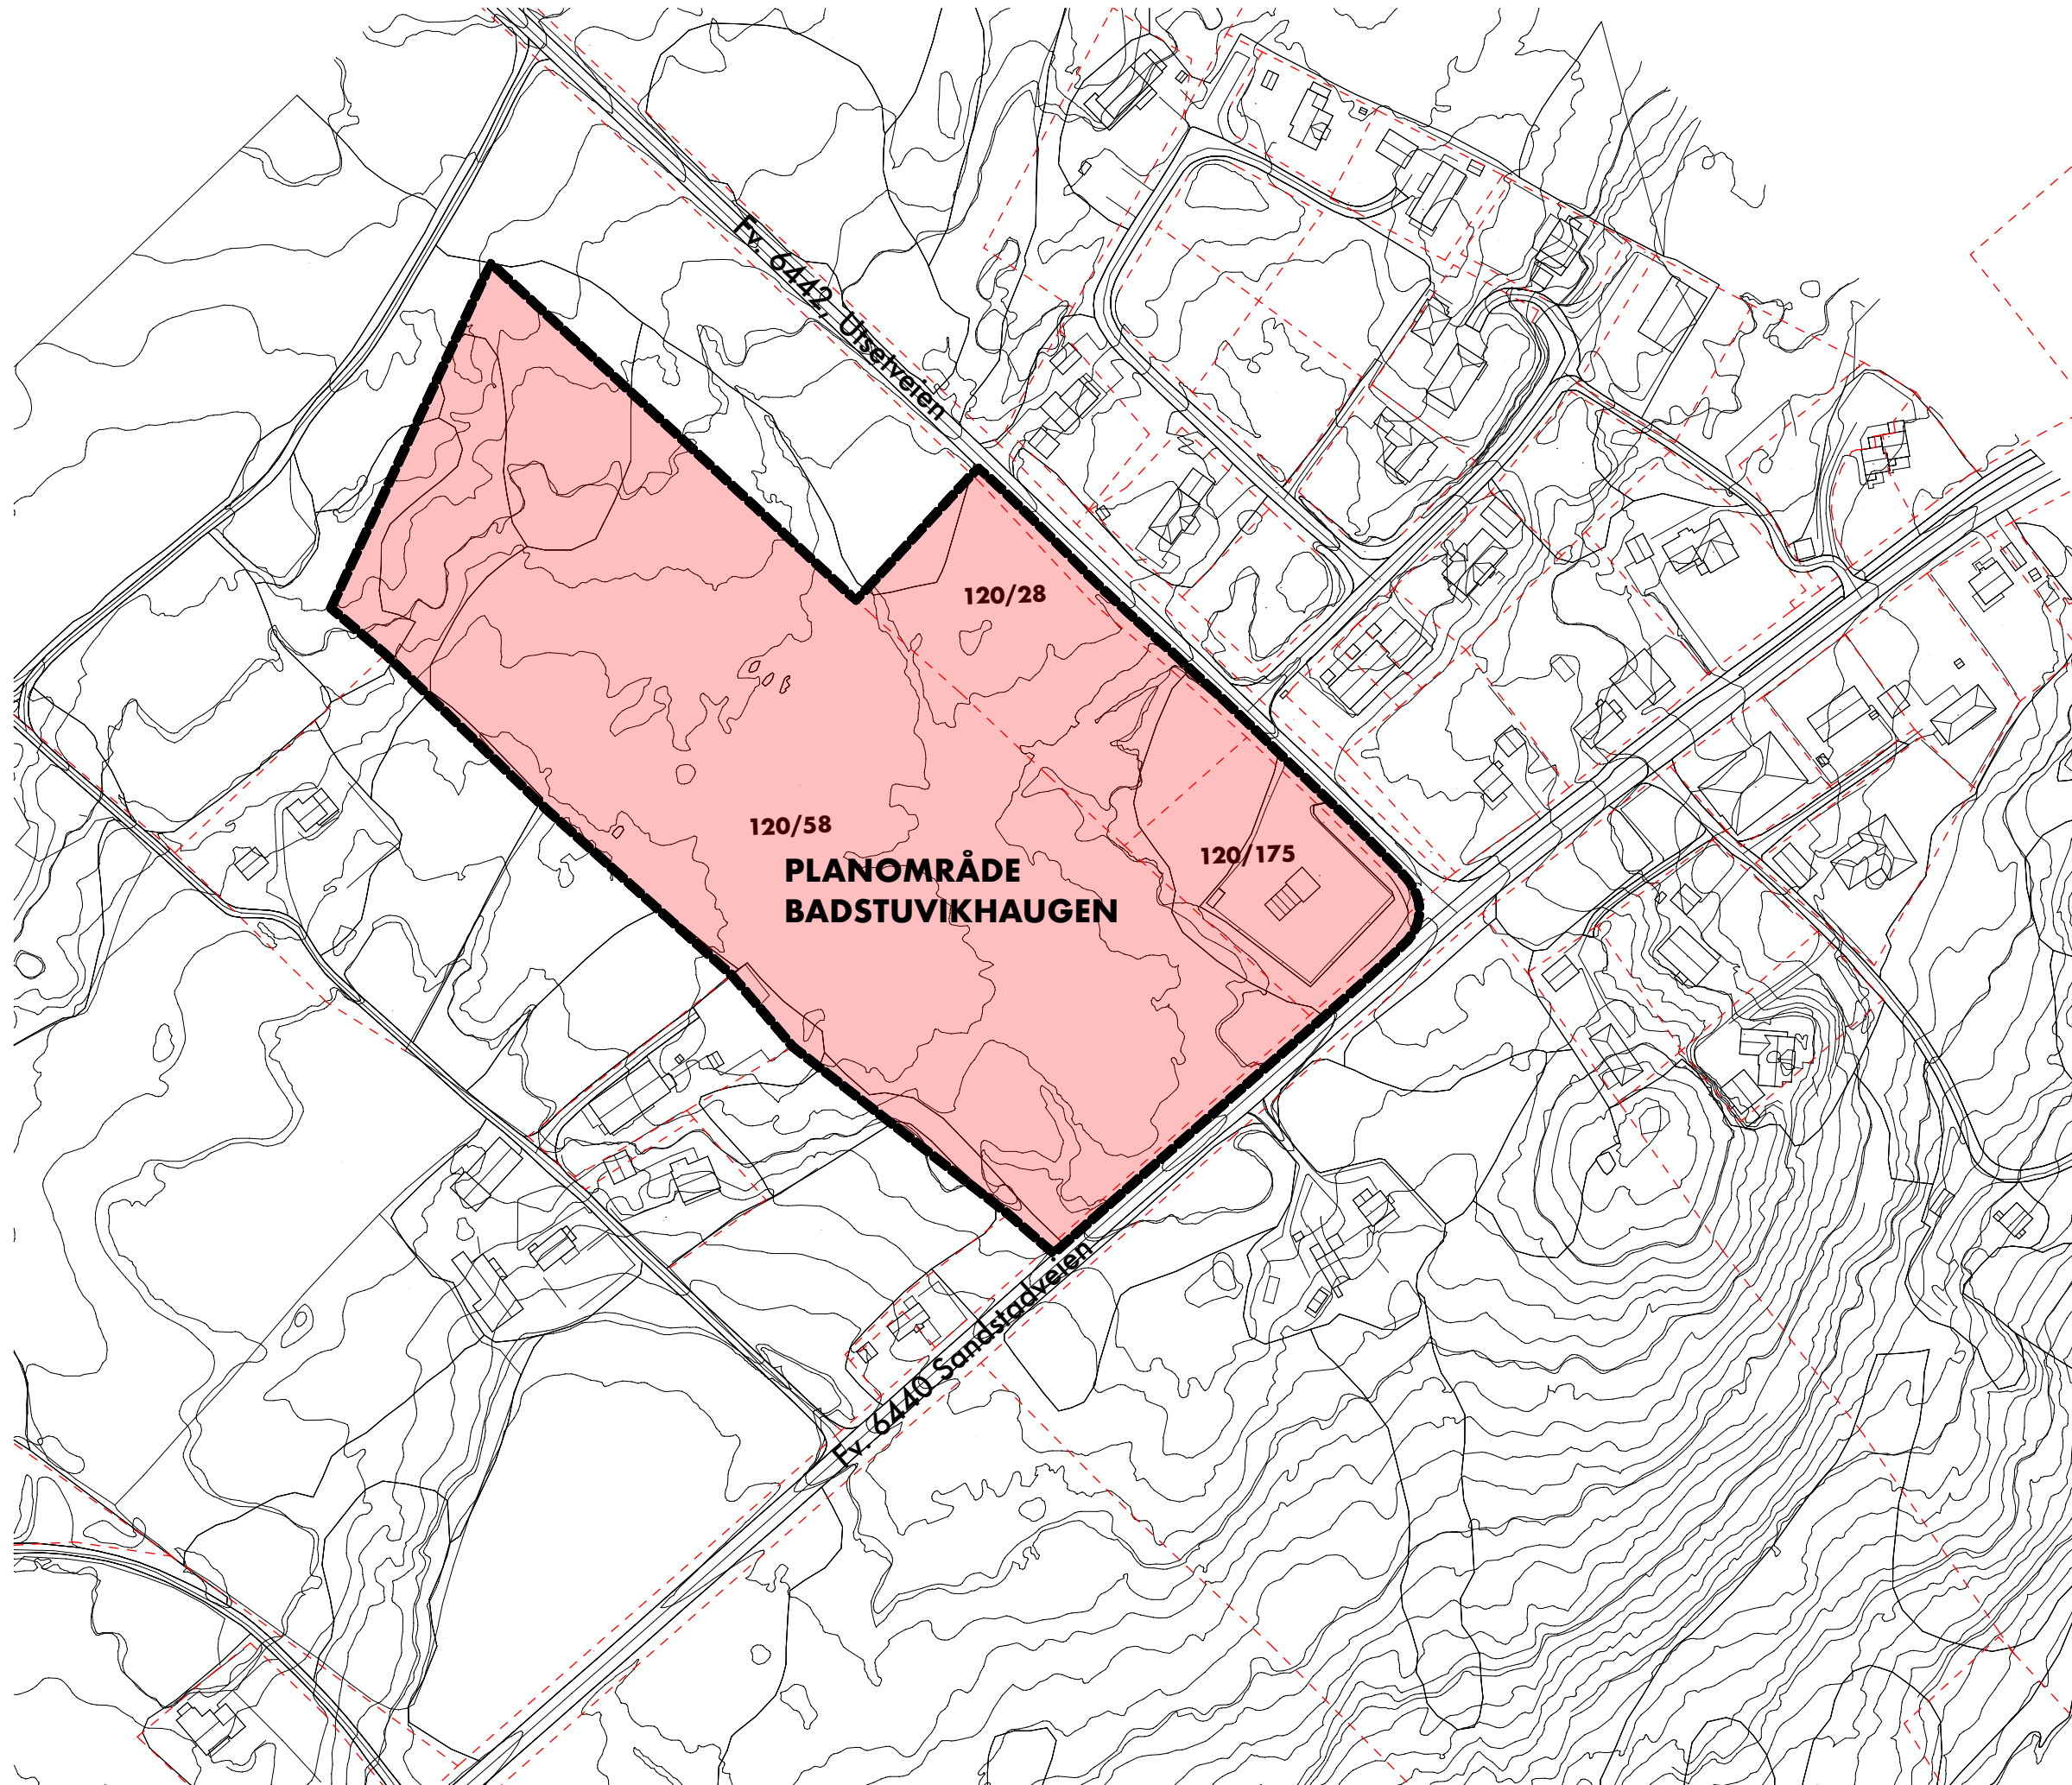 Fv. 6442, Utsetveien
120/28
120/58
120/175
PLANOMRÅDE
BADSTUVIKHAUGEN
Fv. 6440 Sandstadveien